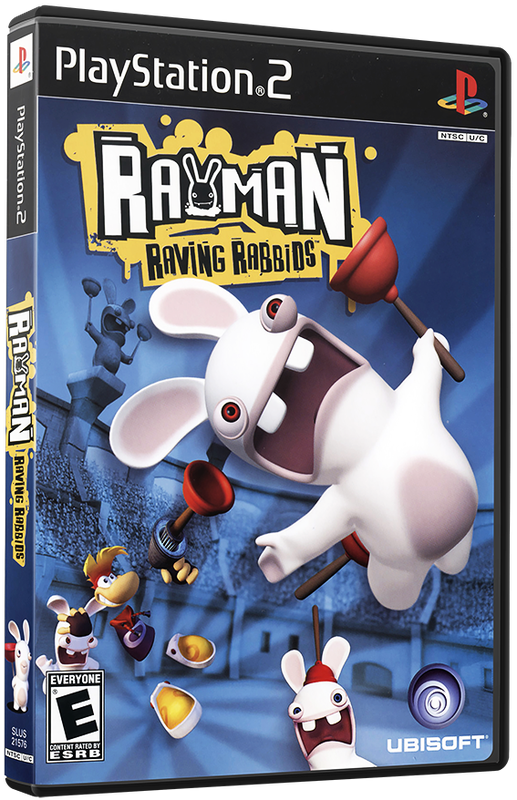 PlayStation®2
NTSC U/C
RAYMAN
RAVING RABBIDS™
EVERYONE
E
CONTENT RATED BY
ESRB
UBISOFT®
PlayStation®2
RAYMAN
RAVING RABBIDS
SLUS
21576
NTSC U/C